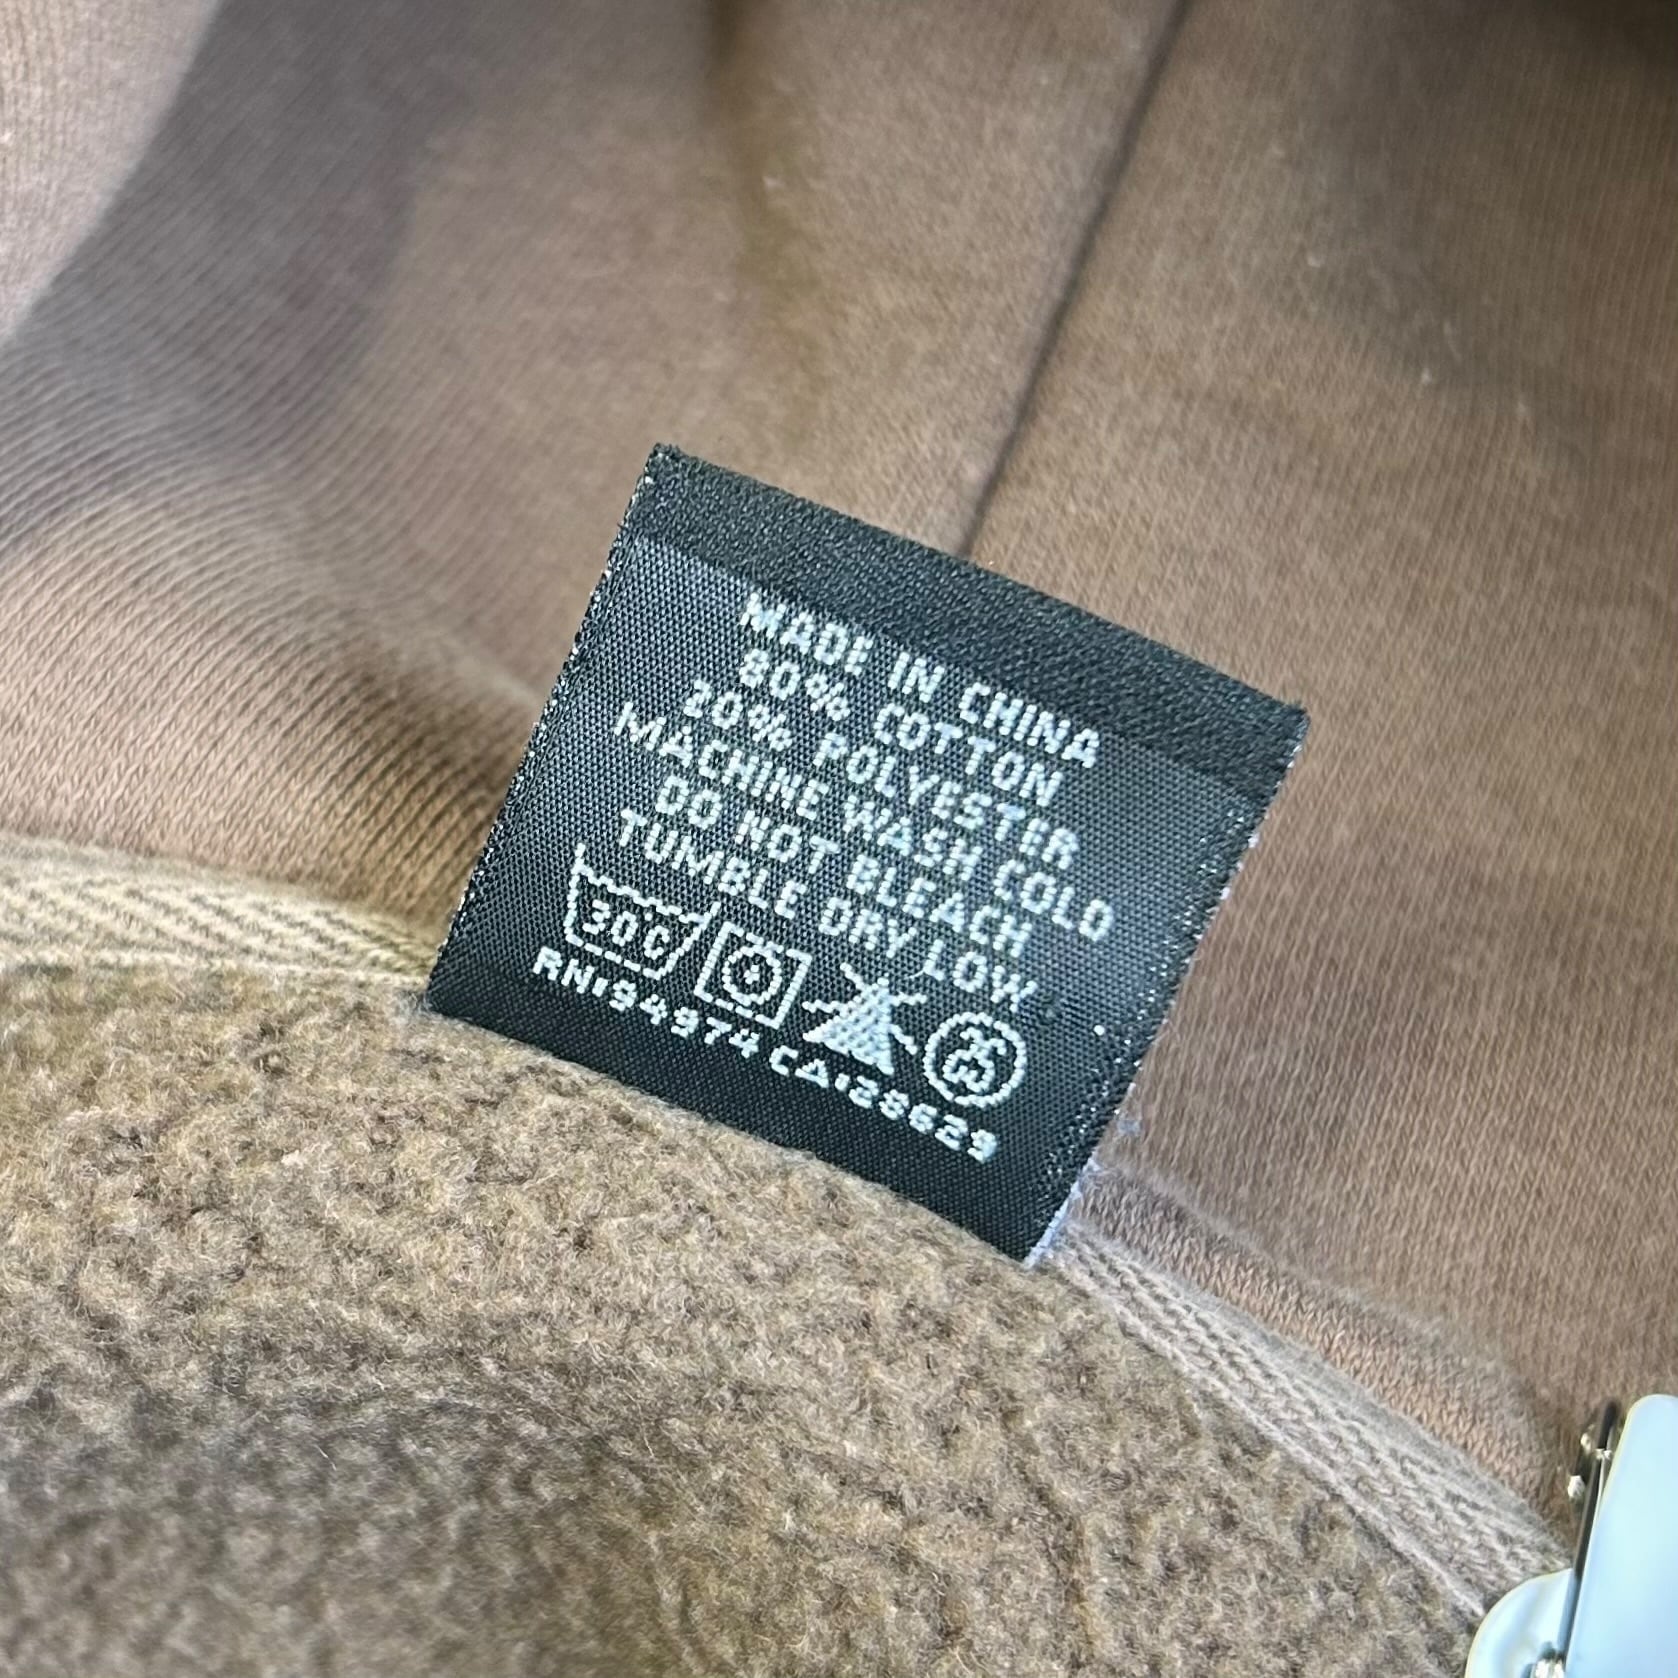 MADE IN CHINA
80% COTTON
20% POLYESTER
MACHINE WASH COLD
DO NOT BLEACH
TUMBLE DRY LOW
30°C
RN:94974 CA:28629